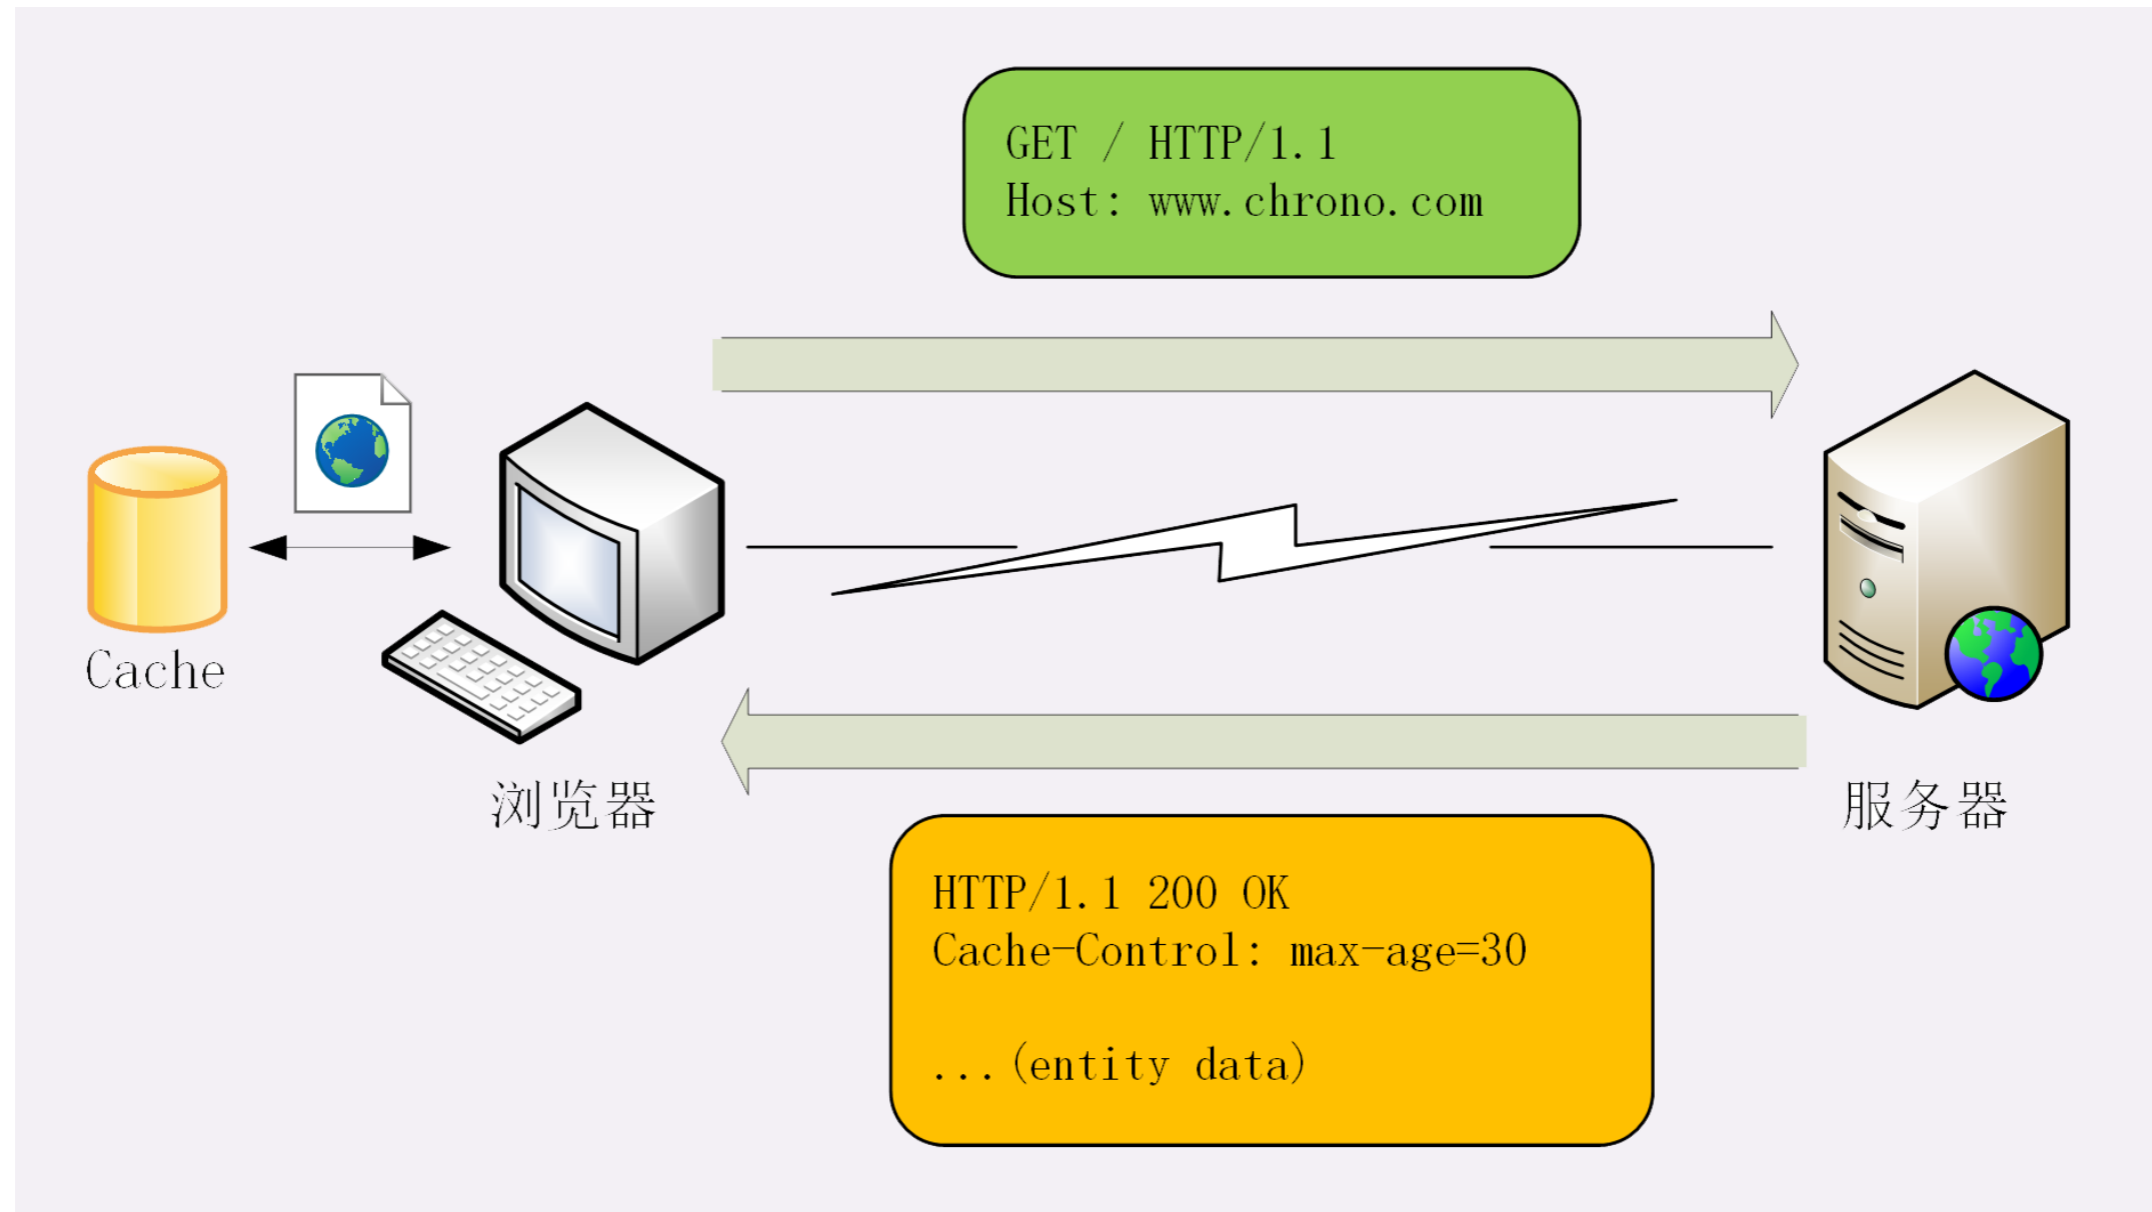 GET / HTTP/1.1
Host: www.chrono.com
Cache
浏览器
服务器
HTTP/1.1 200 OK
Cache-Control: max-age=30
...(entity data)